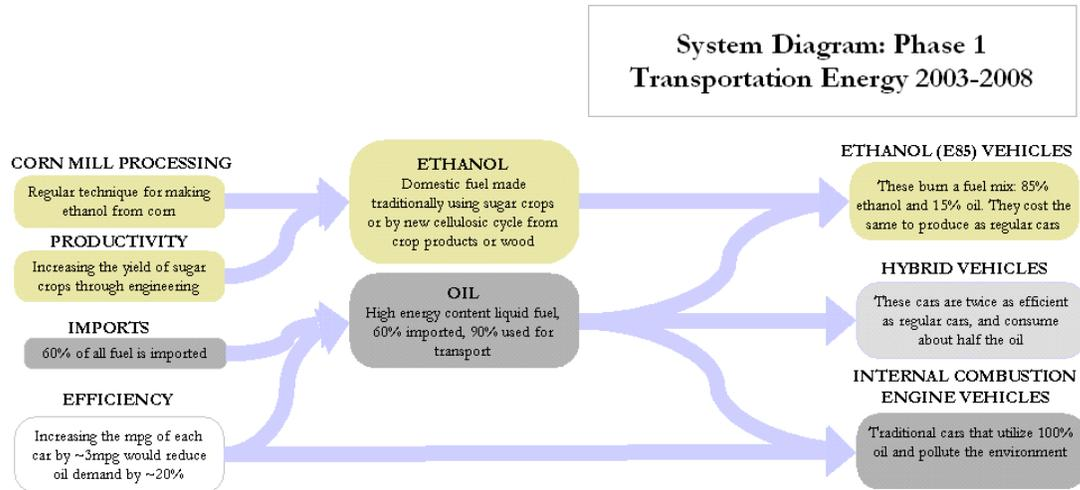 System Diagram: Phase 1
Transportation Energy 2003-2008
CORN MILL PROCESSING
Regular technique for making
ethanol from corn
PRODUCTIVITY
Increasing the yield of sugar
crops through engineering
IMPORTS
60% of all fuel is imported
EFFICIENCY
Increasing the mpg of each
car by ~3mpg would reduce
oil demand by ~20%
ETHANOL
Domestic fuel made
traditionally using sugar crops
or by new cellulosic cycle from
crop products or wood
OIL
High energy content liquid fuel,
60% imported, 90% used for
transport
ETHANOL (E85) VEHICLES
These burn a fuel mix: 85%
ethanol and 15% oil. They cost the
same to produce as regular cars
HYBRID VEHICLES
These cars are twice as efficient
as regular cars, and consume
about half the oil
INTERNAL COMBUSTION
ENGINE VEHICLES
Traditional cars that utilize 100%
oil and pollute the environment